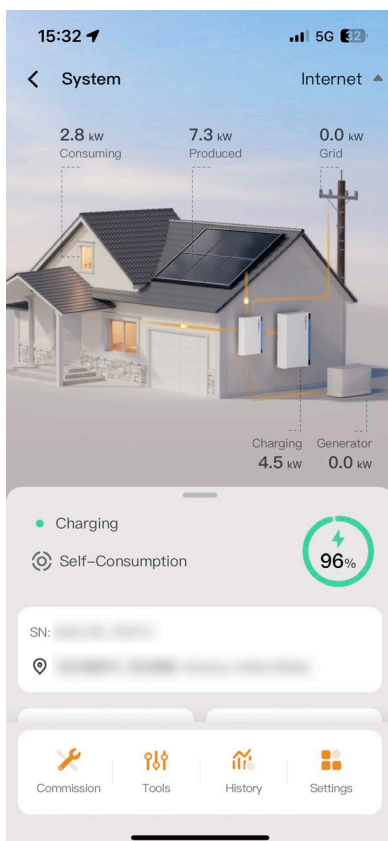 15:32 5G 32
System Internet
2.8 kW 7.3 kW 0.0 kW
Consuming Produced Grid
Charging Generator
4.5 kW 0.0 kW
Charging
Self-Consumption
96%
SN:
Commission Tools History Settings